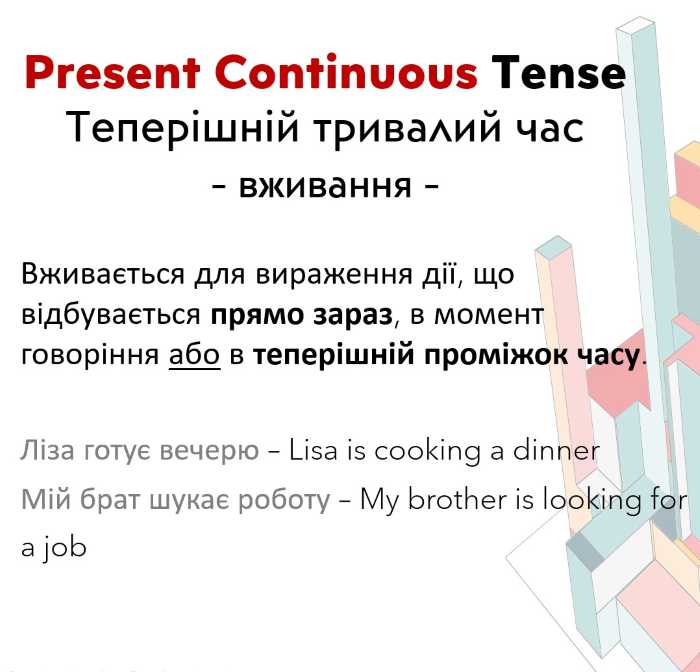 Present Continuous Tense
Теперішній тривалий час
- вживання -
Вживається для вираження дії, що
відбувається прямо зараз, в момент
говоріння або в теперішній проміжок часу.
Ліза готує вечерю – Lisa is cooking a dinner
Мій брат шукає роботу – My brother is looking for
a job